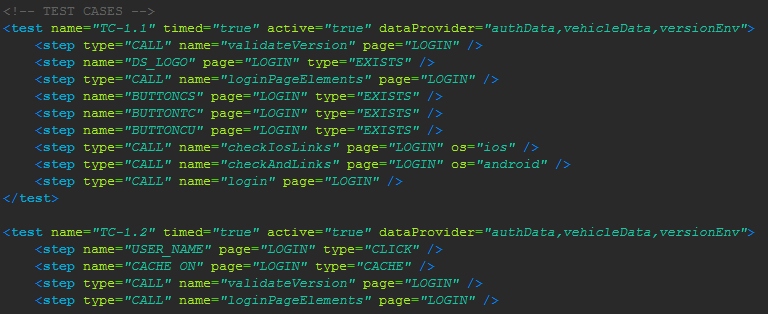 <!-- TEST CASES -->
<test name="TC-1.1" timed="true" active="true" dataProvider="authData,vehicleData,versionEnv">
<step type="CALL" name="validateVersion" page="LOGIN" />
<step name="DS_LOGO" page="LOGIN" type="EXISTS" />
<step type="CALL" name="loginPageElements" page="LOGIN" />
<step name="BUTTONCS" page="LOGIN" type="EXISTS" />
<step name="BUTTONTC" page="LOGIN" type="EXISTS" />
<step name="BUTTONCU" page="LOGIN" type="EXISTS" />
<step type="CALL" name="checkIosLinks" page="LOGIN" os="ios" />
<step type="CALL" name="checkAndLinks" page="LOGIN" os="android" />
<step type="CALL" name="login" page="LOGIN" />
</test>
<test name="TC-1.2" timed="true" active="true" dataProvider="authData,vehicleData,versionEnv">
<step name="USER_NAME" page="LOGIN" type="CLICK" />
<step name="CACHE ON" page="LOGIN" type="CACHE" />
<step type="CALL" name="validateVersion" page="LOGIN" />
<step type="CALL" name="loginPageElements" page="LOGIN" />